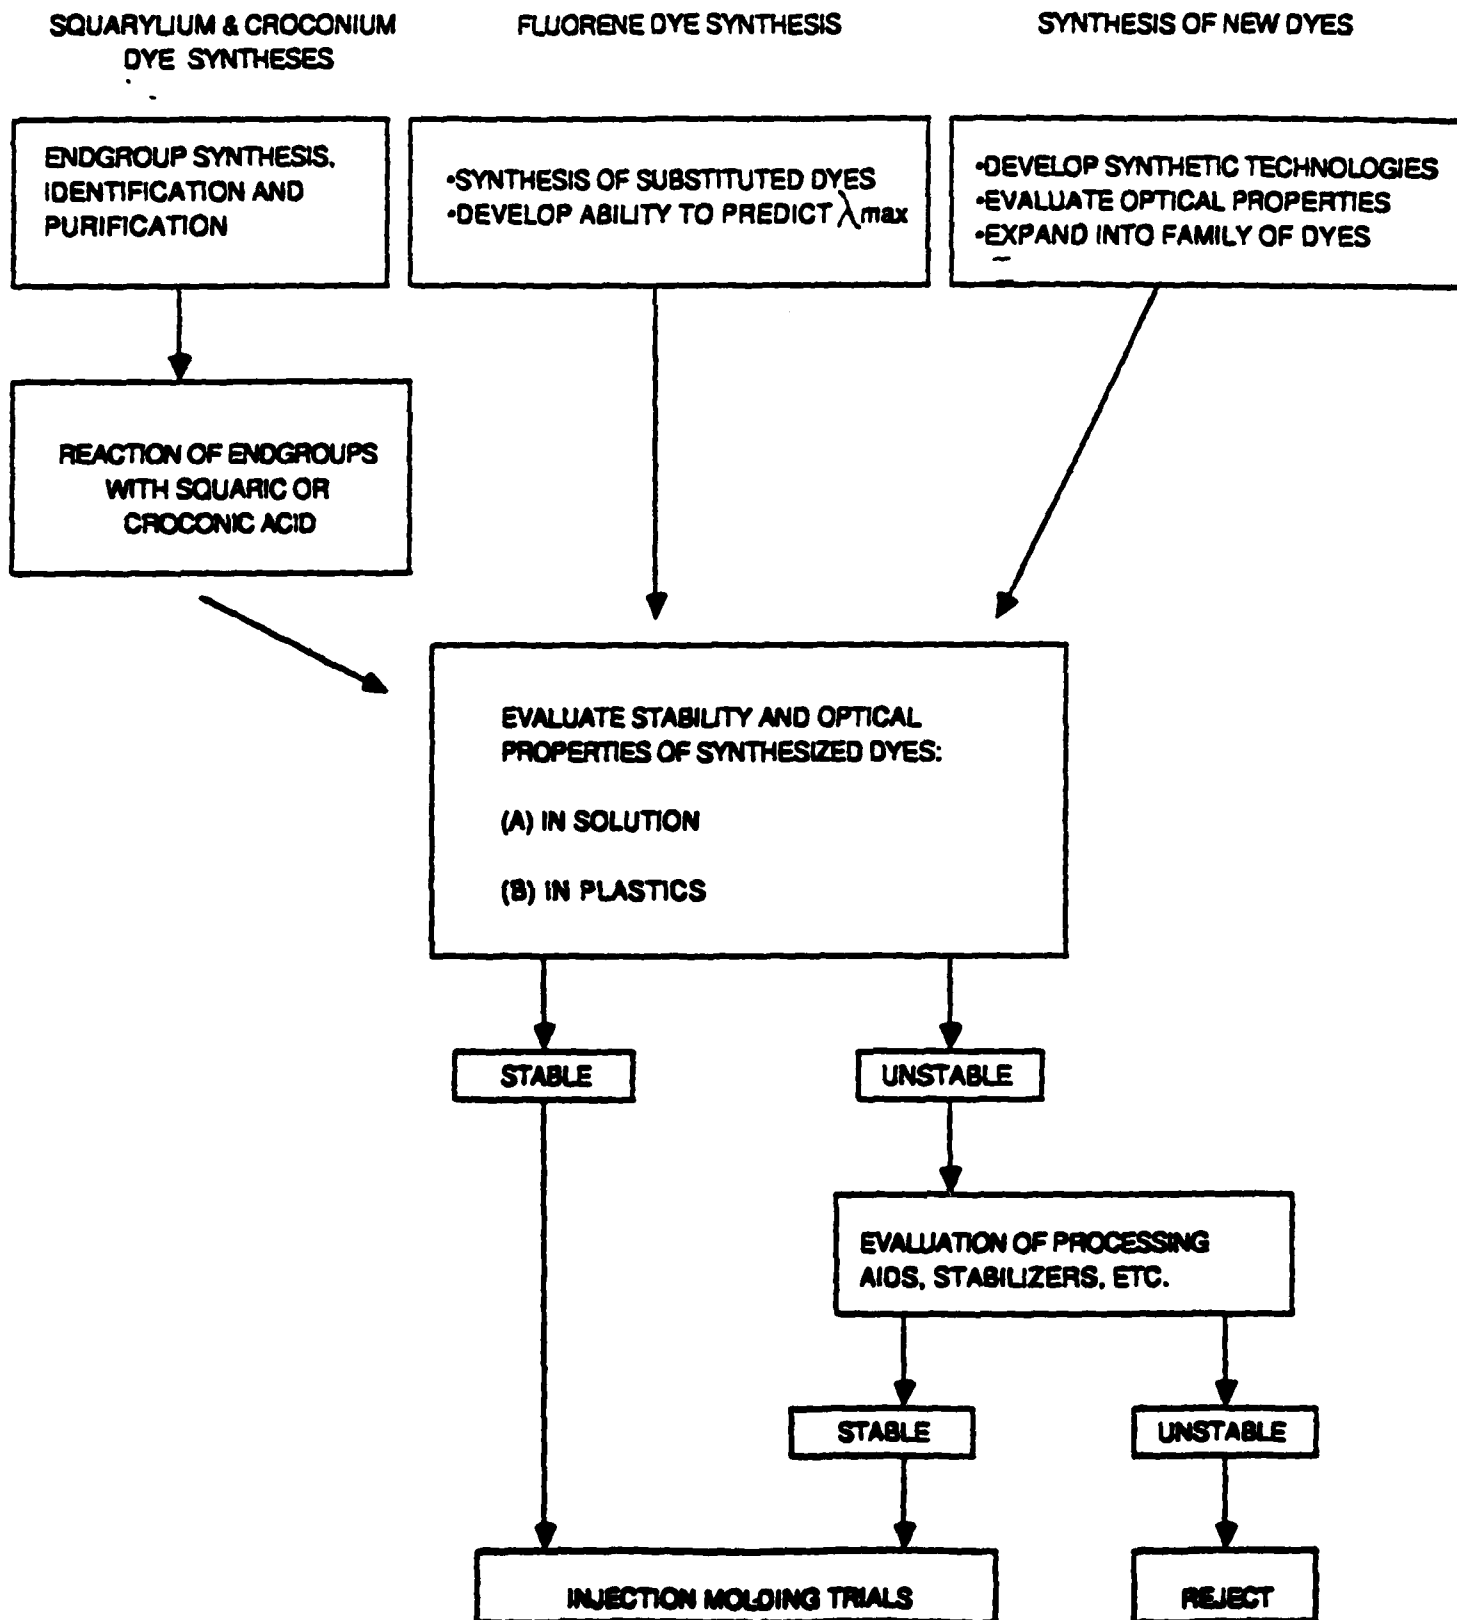 SQUARYLIUM & CROCONIUM
DYE SYNTHESES
FLUORENE DYE SYNTHESIS
SYNTHESIS OF NEW DYES
ENDGROUP SYNTHESIS,
IDENTIFICATION AND
PURIFICATION
•SYNTHESIS OF SUBSTITUTED DYES
•DEVELOP ABILITY TO PREDICT λmax
•DEVELOP SYNTHETIC TECHNOLOGIES
•EVALUATE OPTICAL PROPERTIES
•EXPAND INTO FAMILY OF DYES
REACTION OF ENDGROUPS
WITH SQUARIC OR
CROCONIC ACID
EVALUATE STABILITY AND OPTICAL
PROPERTIES OF SYNTHESIZED DYES:
(A) IN SOLUTION
(B) IN PLASTICS
STABLE
UNSTABLE
EVALUATION OF PROCESSING
AIDS, STABILIZERS, ETC.
STABLE
UNSTABLE
INJECTION MOLDING TRIALS
REJECT